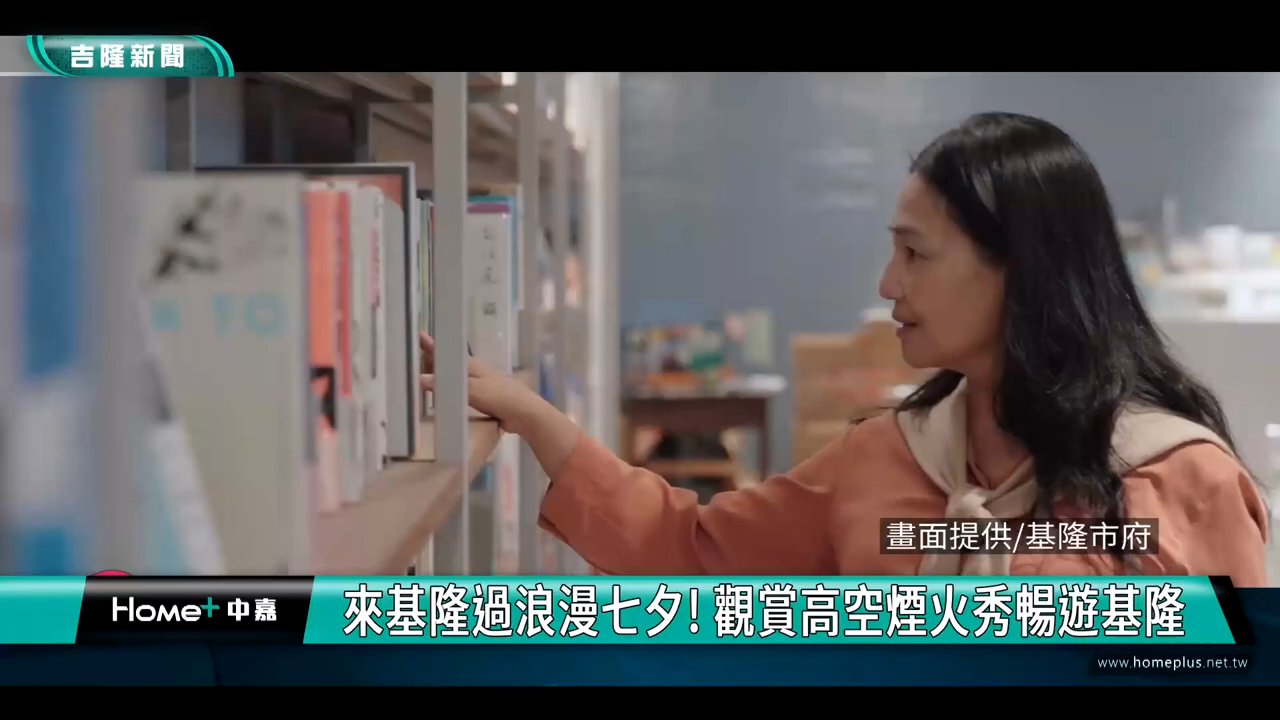 吉隆新聞
TO
畫面提供/基隆市府
Home+中嘉
來基隆過浪漫七夕!觀賞高空煙火秀暢遊基隆
www.homeplus.net.tw